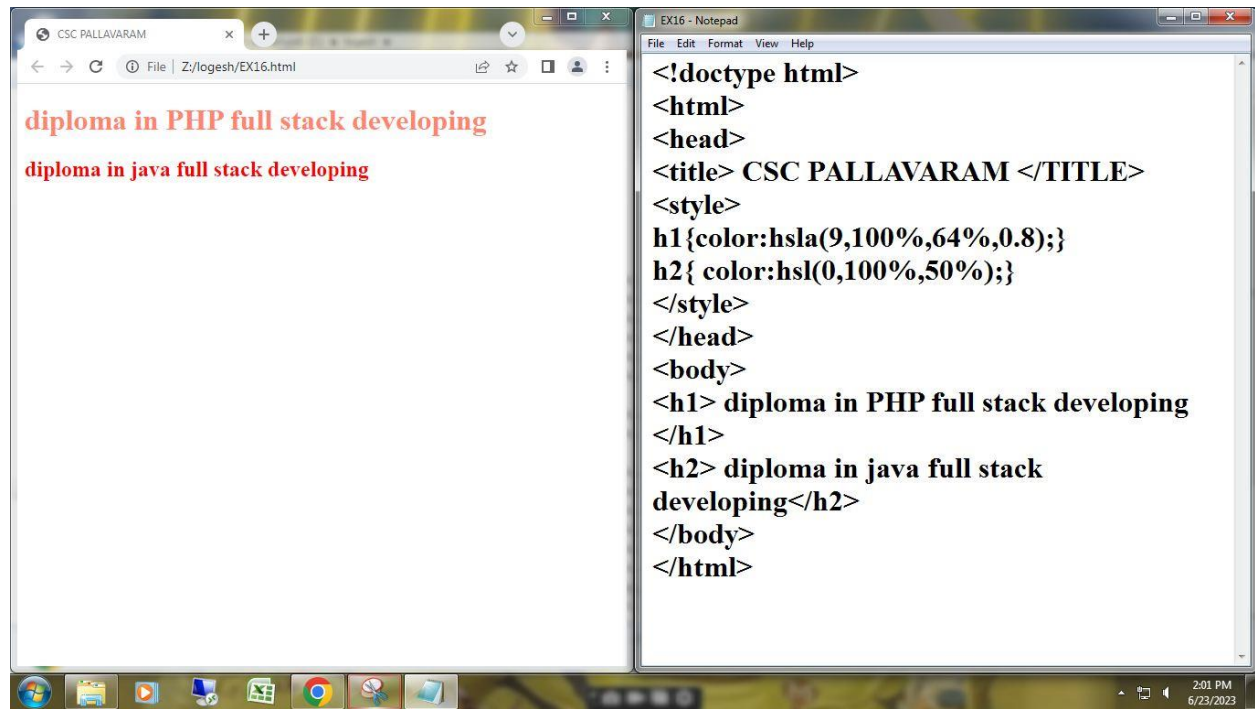 CSC PALLAVARAM
File | Z:/logesh/EX16.html
diploma in PHP full stack developing
diploma in java full stack developing
EX16 - Notepad
File Edit Format View Help
<!doctype html>
<html>
<head>
<title> CSC PALLAVARAM </TITLE>
<style>
h1{color:hsla(9,100%,64%,0.8);}
h2{ color:hsl(0,100%,50%);}
</style>
</head>
<body>
<h1> diploma in PHP full stack developing
</h1>
<h2> diploma in java full stack
developing</h2>
</body>
</html>
2:01 PM
6/23/2023